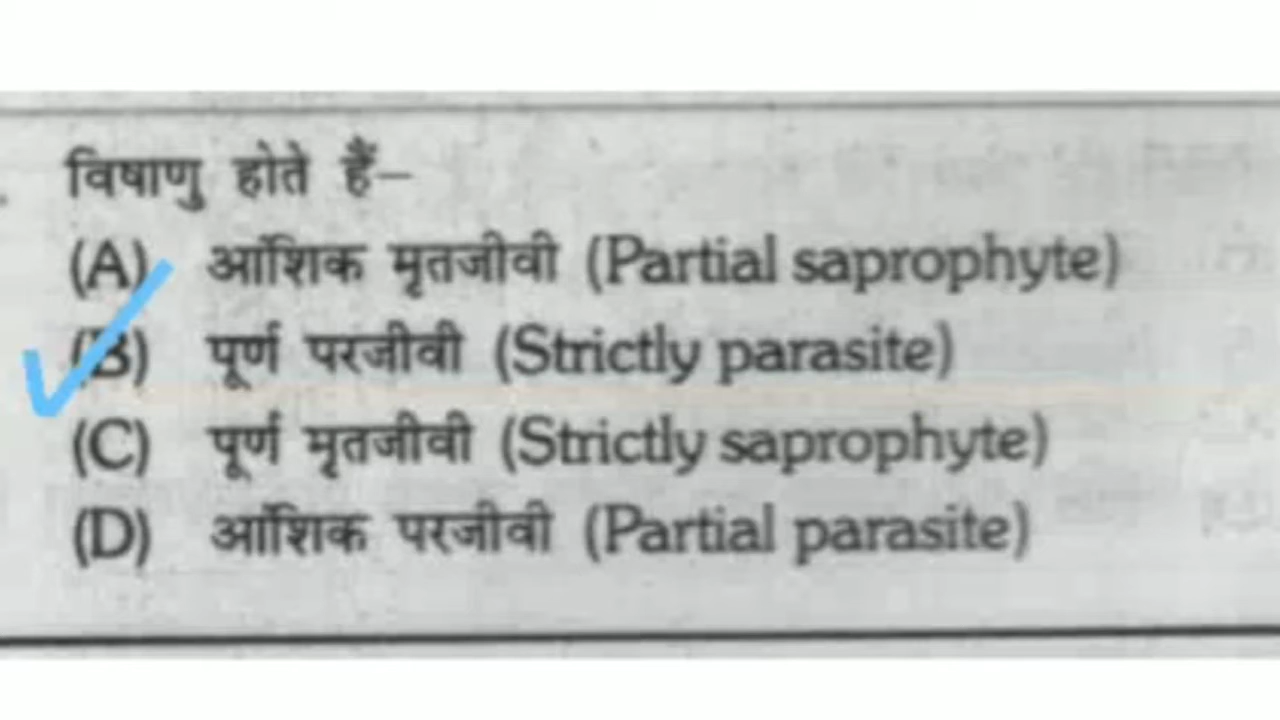 विषाणु होते हैं–
(A) आंशिक मृतजीवी (Partial saprophyte)
(B) पूर्ण परजीवी (Strictly parasite)
(C) पूर्ण मृतजीवी (Strictly saprophyte)
(D) आंशिक परजीवी (Partial parasite)